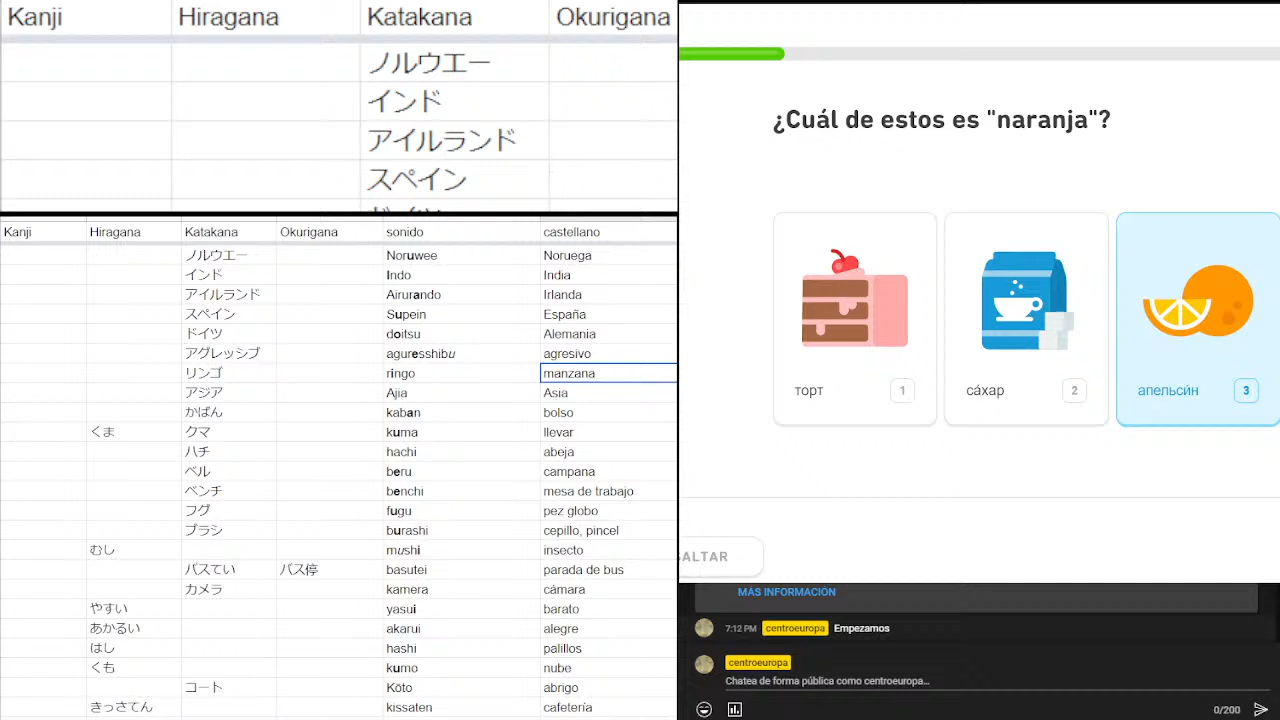 Kanji Hiragana Katakana Okurigana
ノルウエー
インド
アイルランド
スペイン
Kanji Hiragana Katakana Okurigana sonido castellano
ノルウエー Noruwee Noruega
インド Indo India
アイルランド Airurando Irlanda
スペイン Supein España
ドイツ doitsu Alemania
アグレッシブ aguresshibu agresivo
リンゴ ringo manzana
アジア Ajia Asia
かばん kaban bolso
くま クマ kuma llevar
ハチ hachi abeja
ベル beru campana
ベンチ benchi mesa de trabajo
フグ fugu pez globo
ブラシ burashi cepillo, pincel
むし mushi insecto
バスてい バス停 basutei parada de bus
カメラ kamera cámara
やすい yasui barato
あかるい akarui alegre
はし hashi palillos
くも kumo nube
コート Kōto abrigo
きっさてん kissaten cafetería
¿Cuál de estos es "naranja"?
торт 1
са́хар 2
апельси́н 3
SALTAR
MÁS INFORMACIÓN
7:12 PM centroeuropa Empezamos
centroeuropa
Chatea de forma pública como centroeuropa...
0/200